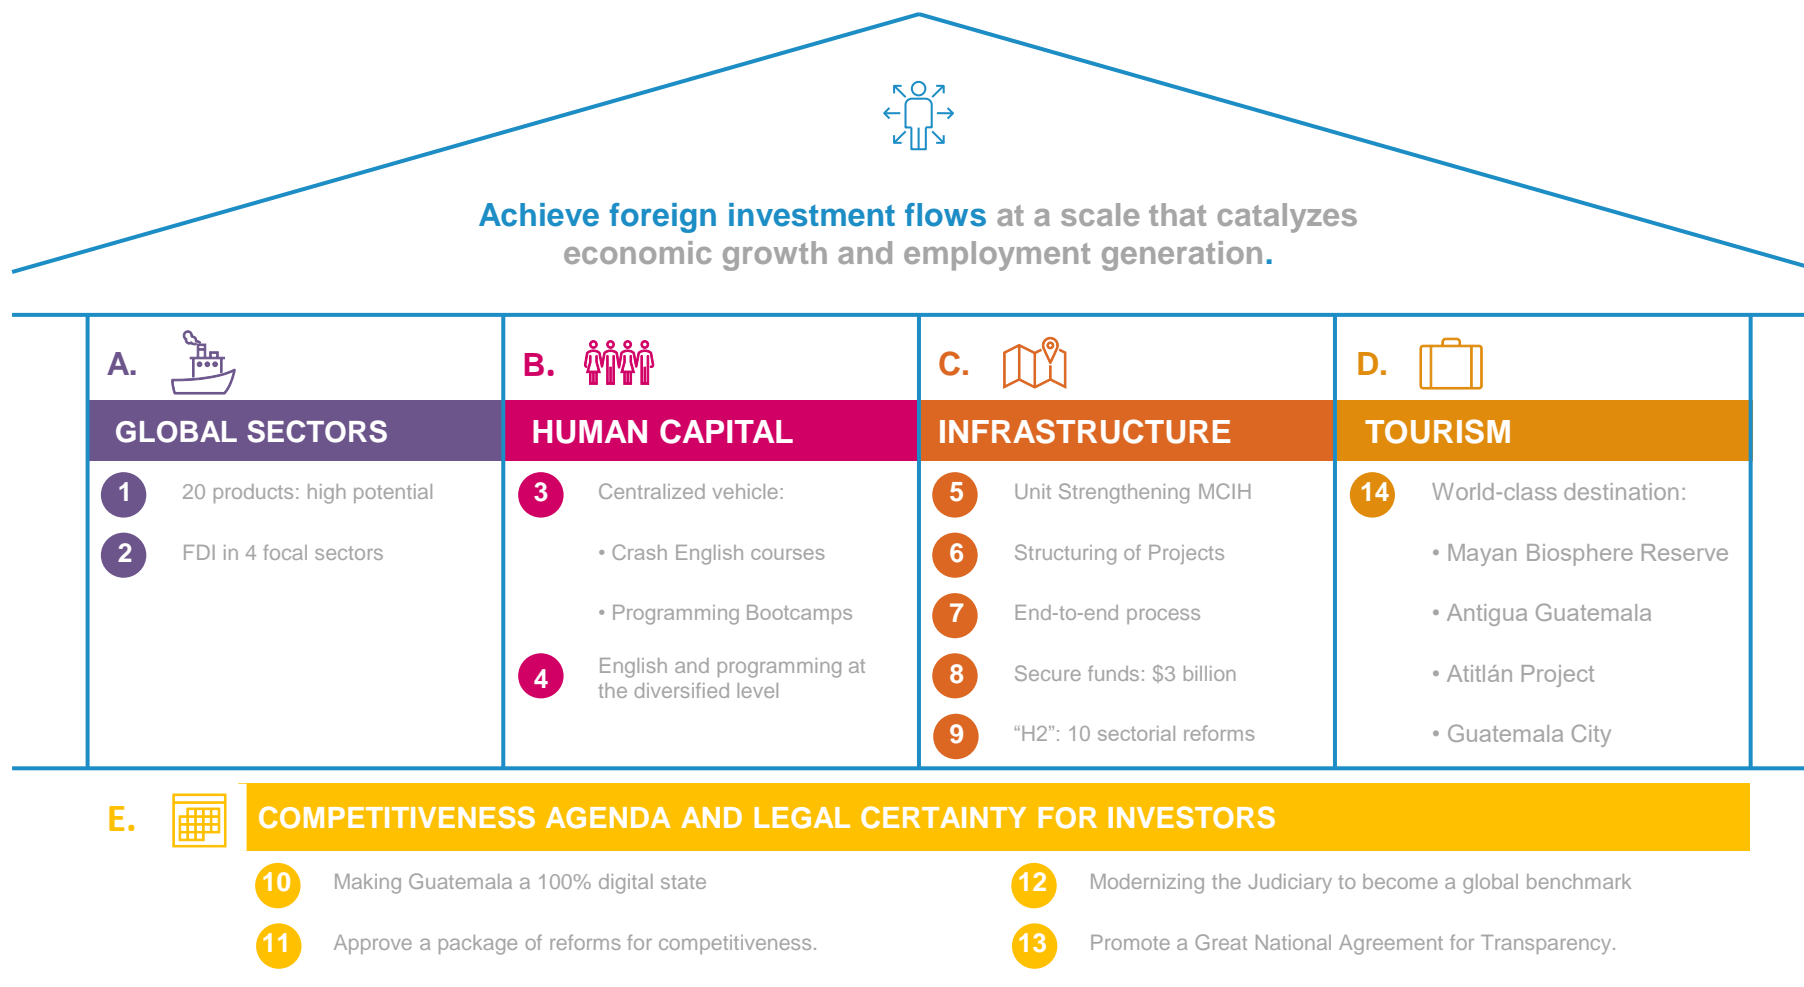 Achieve foreign investment flows at a scale that catalyzes
economic growth and employment generation.
A.
GLOBAL SECTORS
1 20 products: high potential
2 FDI in 4 focal sectors
B.
HUMAN CAPITAL
3 Centralized vehicle:
• Crash English courses
• Programming Bootcamps
4 English and programming at
the diversified level
C.
INFRASTRUCTURE
5 Unit Strengthening MCIH
6 Structuring of Projects
7 End-to-end process
8 Secure funds: $3 billion
9 “H2”: 10 sectorial reforms
D.
TOURISM
14 World-class destination:
• Mayan Biosphere Reserve
• Antigua Guatemala
• Atitlán Project
• Guatemala City
E.
COMPETITIVENESS AGENDA AND LEGAL CERTAINTY FOR INVESTORS
10 Making Guatemala a 100% digital state
11 Approve a package of reforms for competitiveness.
12 Modernizing the Judiciary to become a global benchmark
13 Promote a Great National Agreement for Transparency.